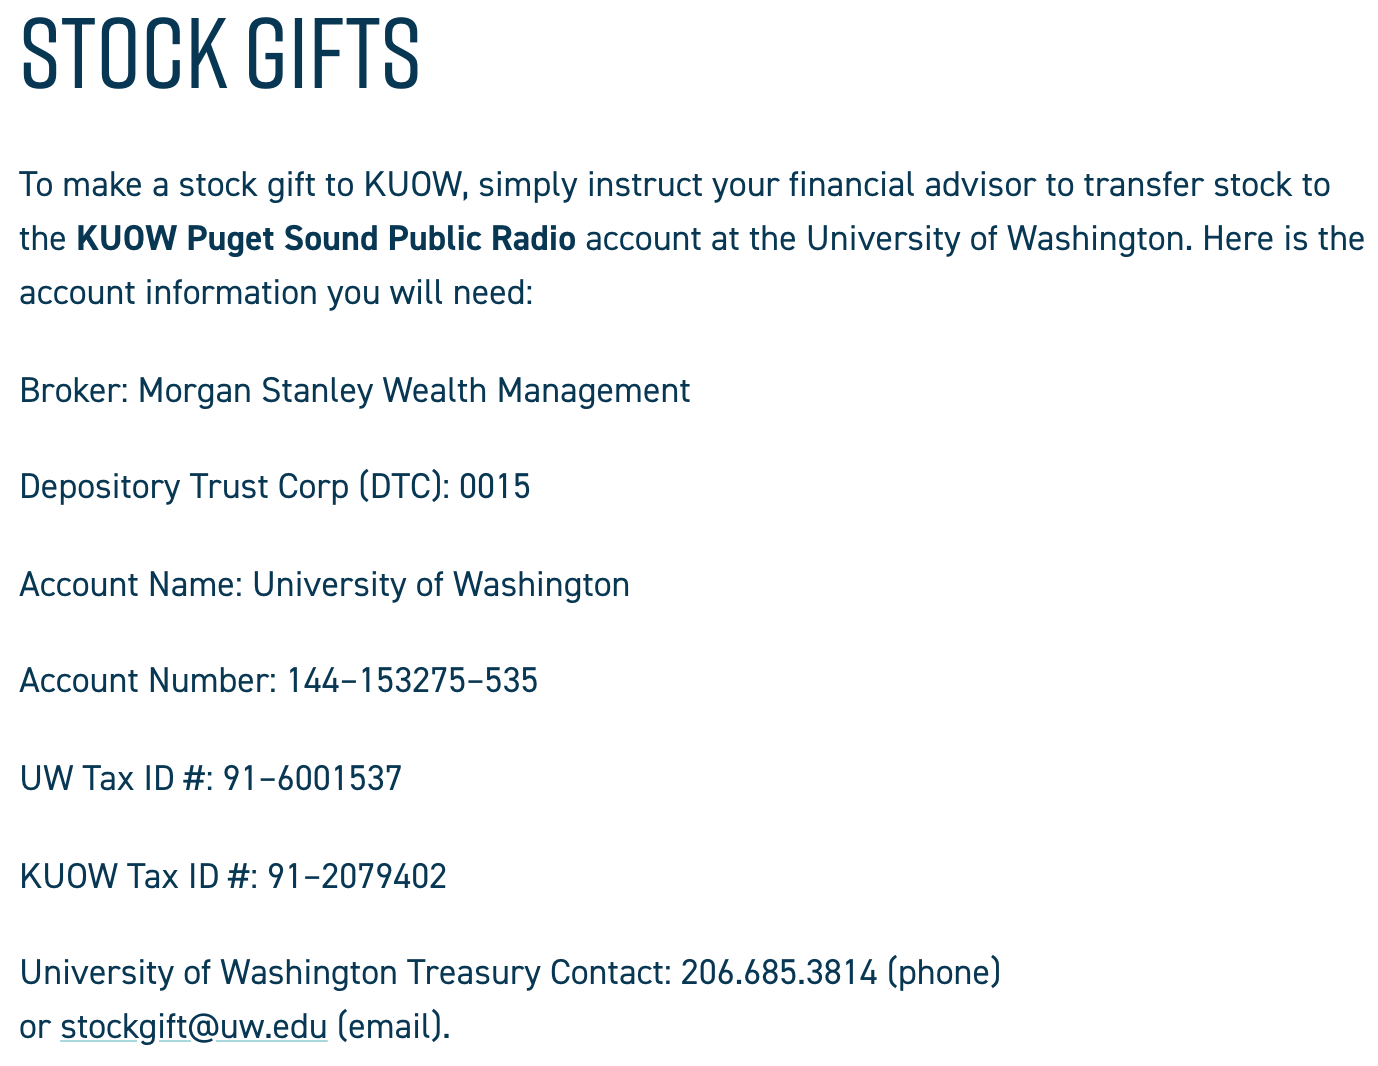 STOCK GIFTS
To make a stock gift to KUOW, simply instruct your financial advisor to transfer stock to
the KUOW Puget Sound Public Radio account at the University of Washington. Here is the
account information you will need:
Broker: Morgan Stanley Wealth Management
Depository Trust Corp (DTC): 0015
Account Name: University of Washington
Account Number: 144–153275–535
UW Tax ID #: 91–6001537
KUOW Tax ID #: 91–2079402
University of Washington Treasury Contact: 206.685.3814 (phone)
or stockgift@uw.edu (email).